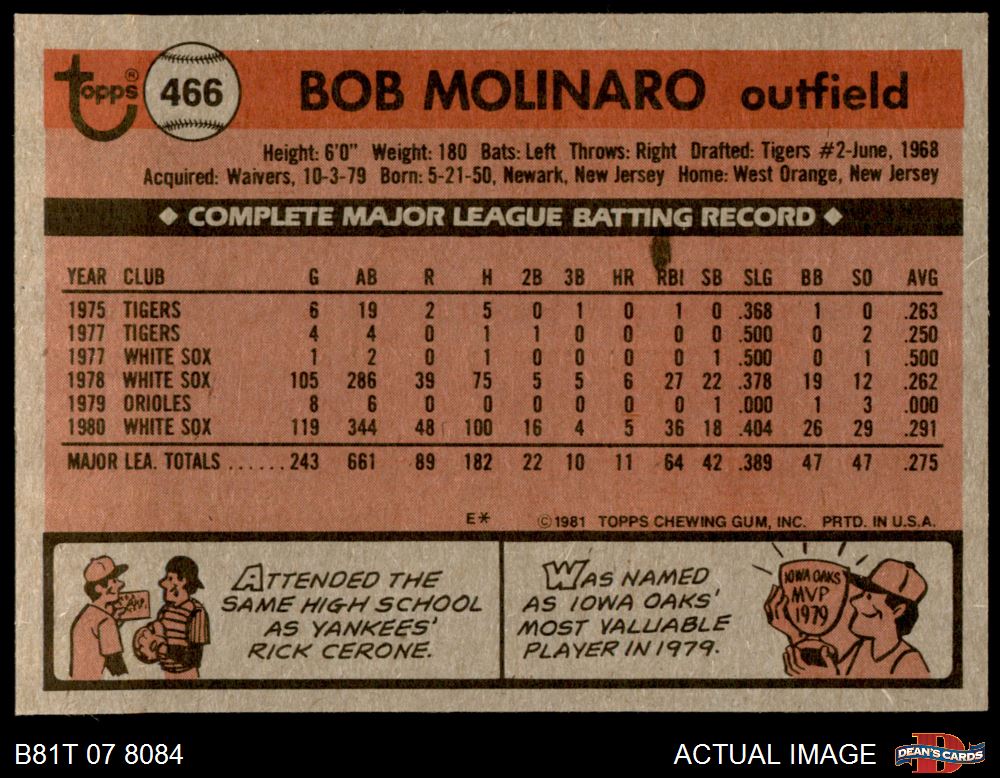 Topps® 466 BOB MOLINARO outfield
Height: 6'0" Weight: 180 Bats: Left Throws: Right Drafted: Tigers #2-June, 1968
Acquired: Waivers, 10-3-79 Born: 5-21-50, Newark, New Jersey Home: West Orange, New Jersey
◆ COMPLETE MAJOR LEAGUE BATTING RECORD ◆
YEAR CLUB G AB R H 2B 3B HR RBI SB SLG BB SO AVG
1975 TIGERS 6 19 2 5 0 1 0 1 0 .368 1 0 .263
1977 TIGERS 4 4 0 1 1 0 0 0 0 .500 0 2 .250
1977 WHITE SOX 1 2 0 1 0 0 0 0 1 .500 0 1 .500
1978 WHITE SOX 105 286 39 75 5 5 6 27 22 .378 19 12 .262
1979 ORIOLES 8 6 0 0 0 0 0 0 1 .000 1 3 .000
1980 WHITE SOX 119 344 48 100 16 4 5 36 18 .404 26 29 .291
MAJOR LEA. TOTALS ......243 661 89 182 22 10 11 64 42 .389 47 47 .275
E* ©1981 TOPPS CHEWING GUM, INC. PRTD. IN U.S.A.
ATTENDED THE
SAME HIGH SCHOOL
AS YANKEES'
RICK CERONE.
WAS NAMED
AS IOWA OAKS'
MOST VALUABLE
PLAYER IN 1979.
IOWA OAKS
MVP
1979
B81T 07 8084 ACTUAL IMAGE
DEAN'S CARDS